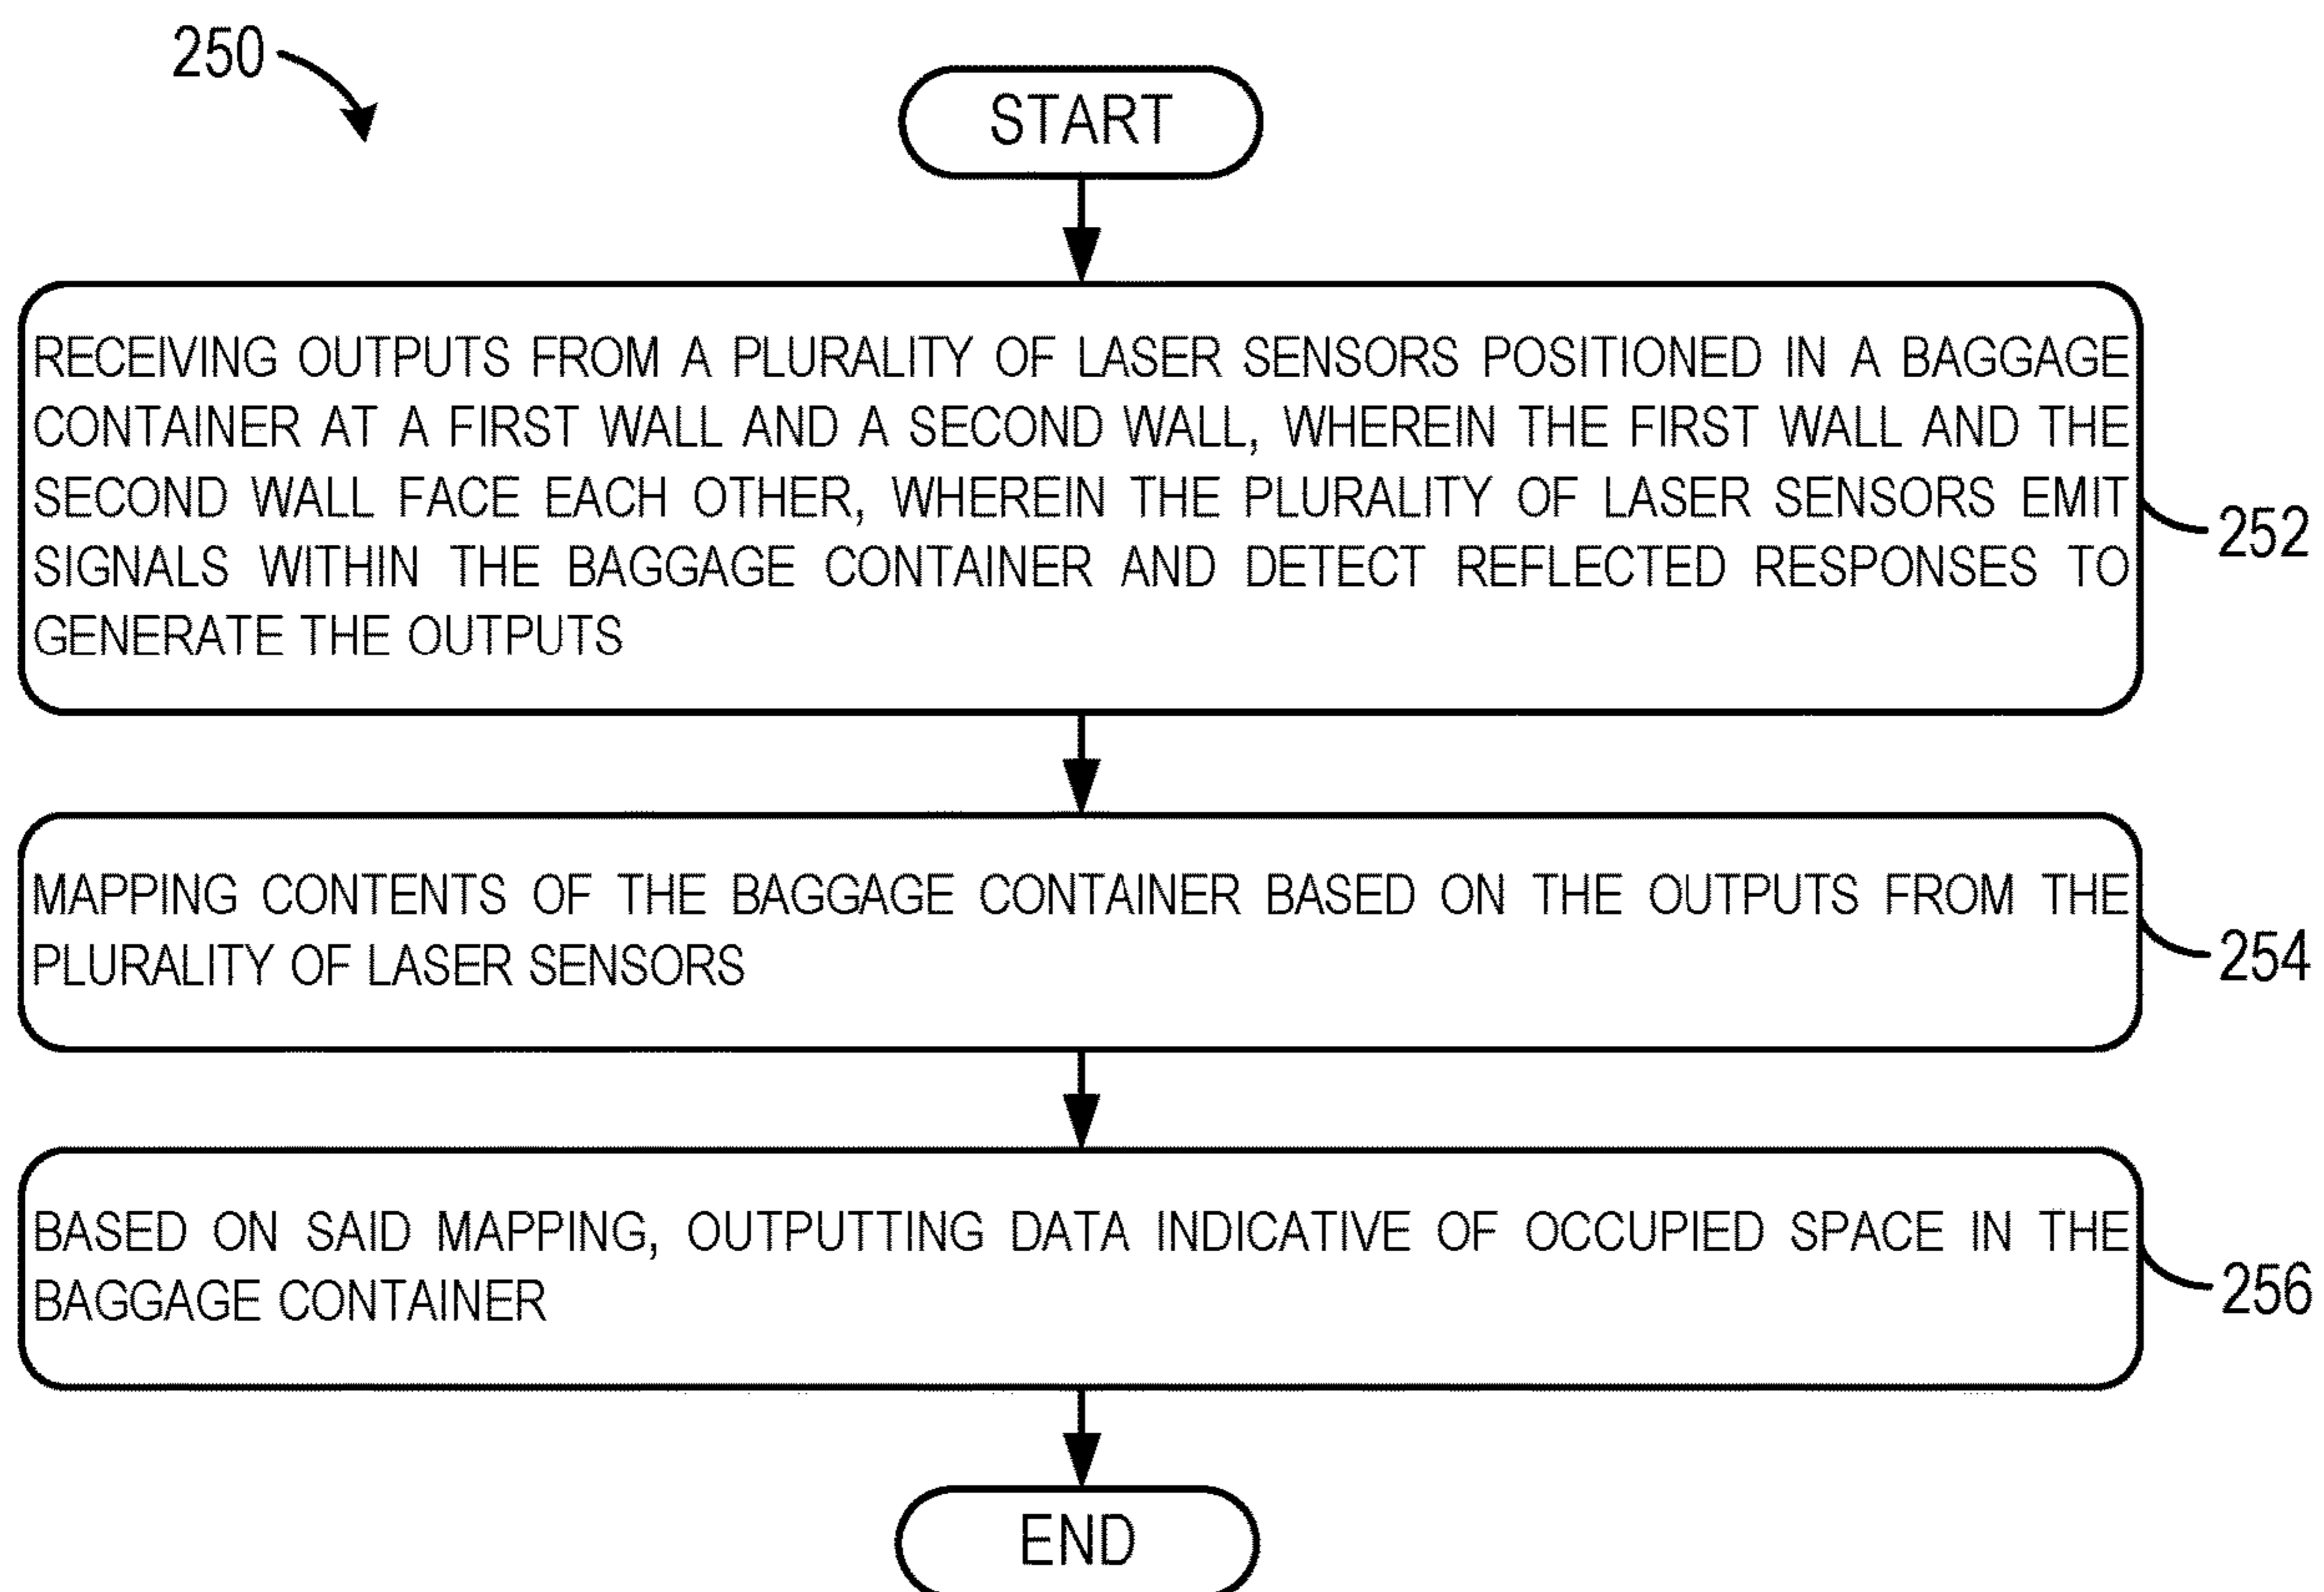 250
START
RECEIVING OUTPUTS FROM A PLURALITY OF LASER SENSORS POSITIONED IN A BAGGAGE
CONTAINER AT A FIRST WALL AND A SECOND WALL, WHEREIN THE FIRST WALL AND THE
SECOND WALL FACE EACH OTHER, WHEREIN THE PLURALITY OF LASER SENSORS EMIT
SIGNALS WITHIN THE BAGGAGE CONTAINER AND DETECT REFLECTED RESPONSES TO
GENERATE THE OUTPUTS
252
MAPPING CONTENTS OF THE BAGGAGE CONTAINER BASED ON THE OUTPUTS FROM THE
PLURALITY OF LASER SENSORS
254
BASED ON SAID MAPPING, OUTPUTTING DATA INDICATIVE OF OCCUPIED SPACE IN THE
BAGGAGE CONTAINER
256
END